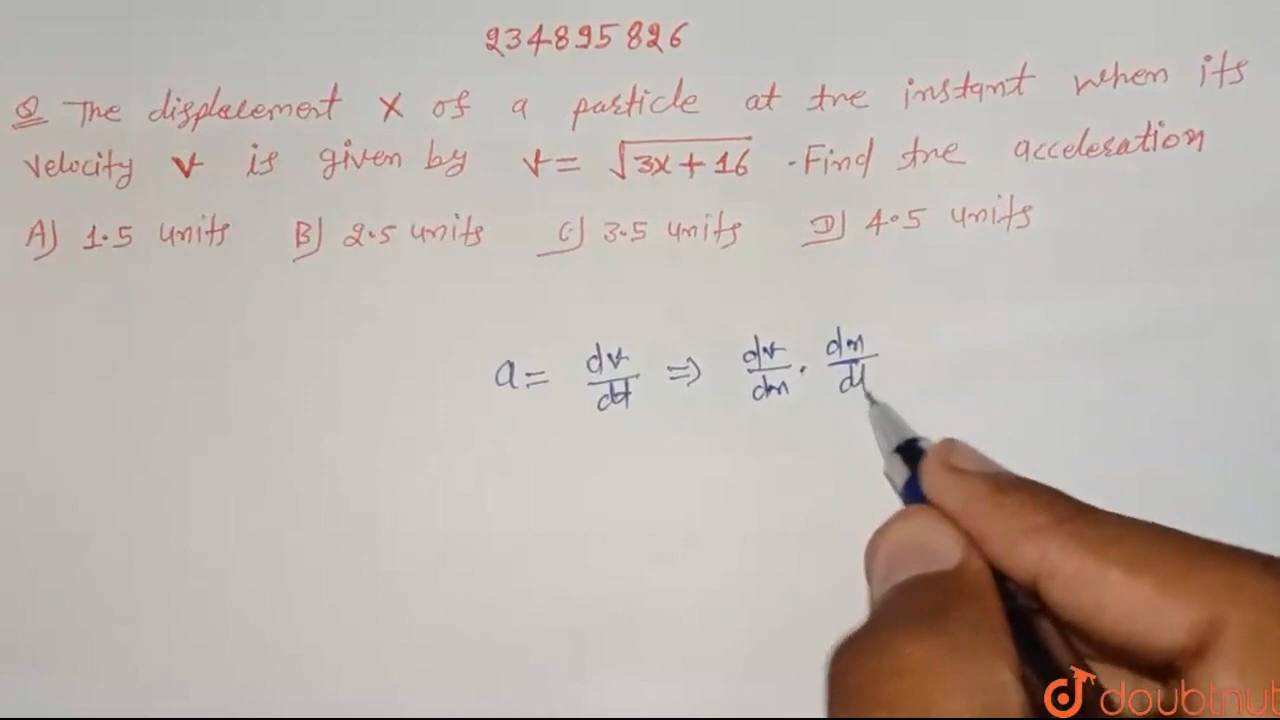 234895826
Q The displacement x of a particle at the instant when its
velocity v is given by v = √3x + 16 . Find the acceleration
A) 1.5 units B) 2.5 units C) 3.5 units D) 4.5 units
a = dv/dt ⇒ dv/dx . dx/dt
doubtnut